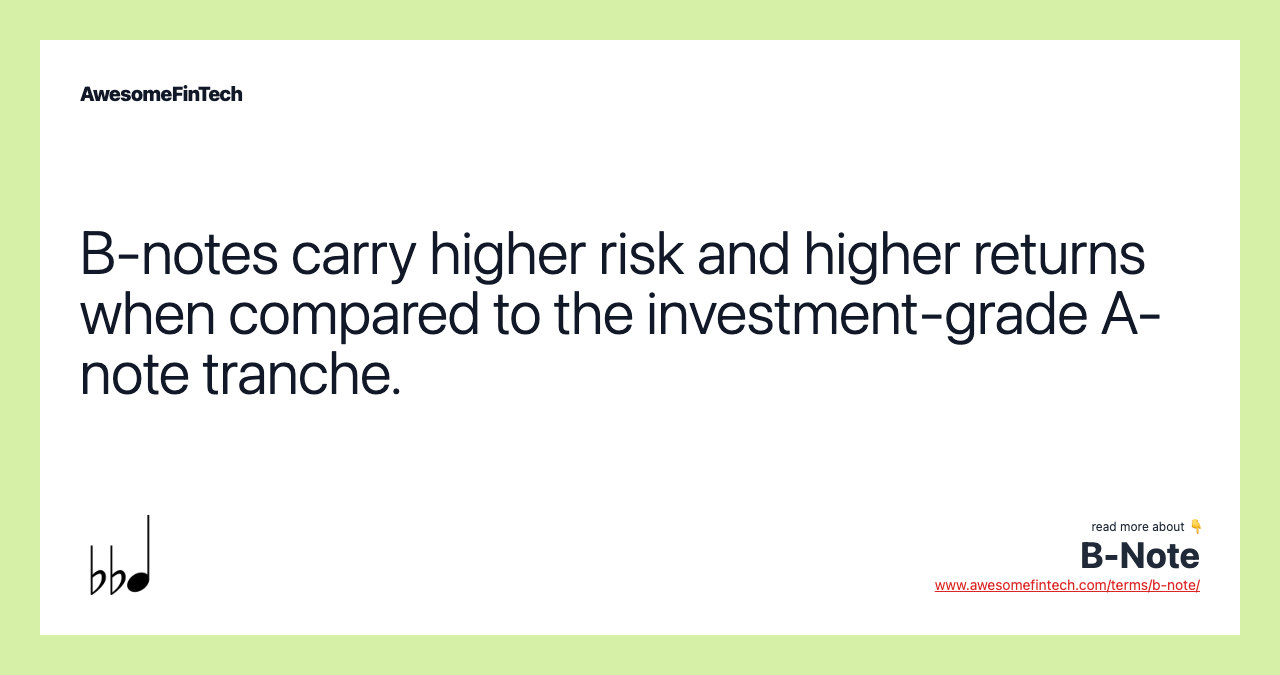 AwesomeFinTech
B-notes carry higher risk and higher returns
when compared to the investment-grade A-
note tranche.
read more about 👇
B-Note
www.awesomefintech.com/terms/b-note/